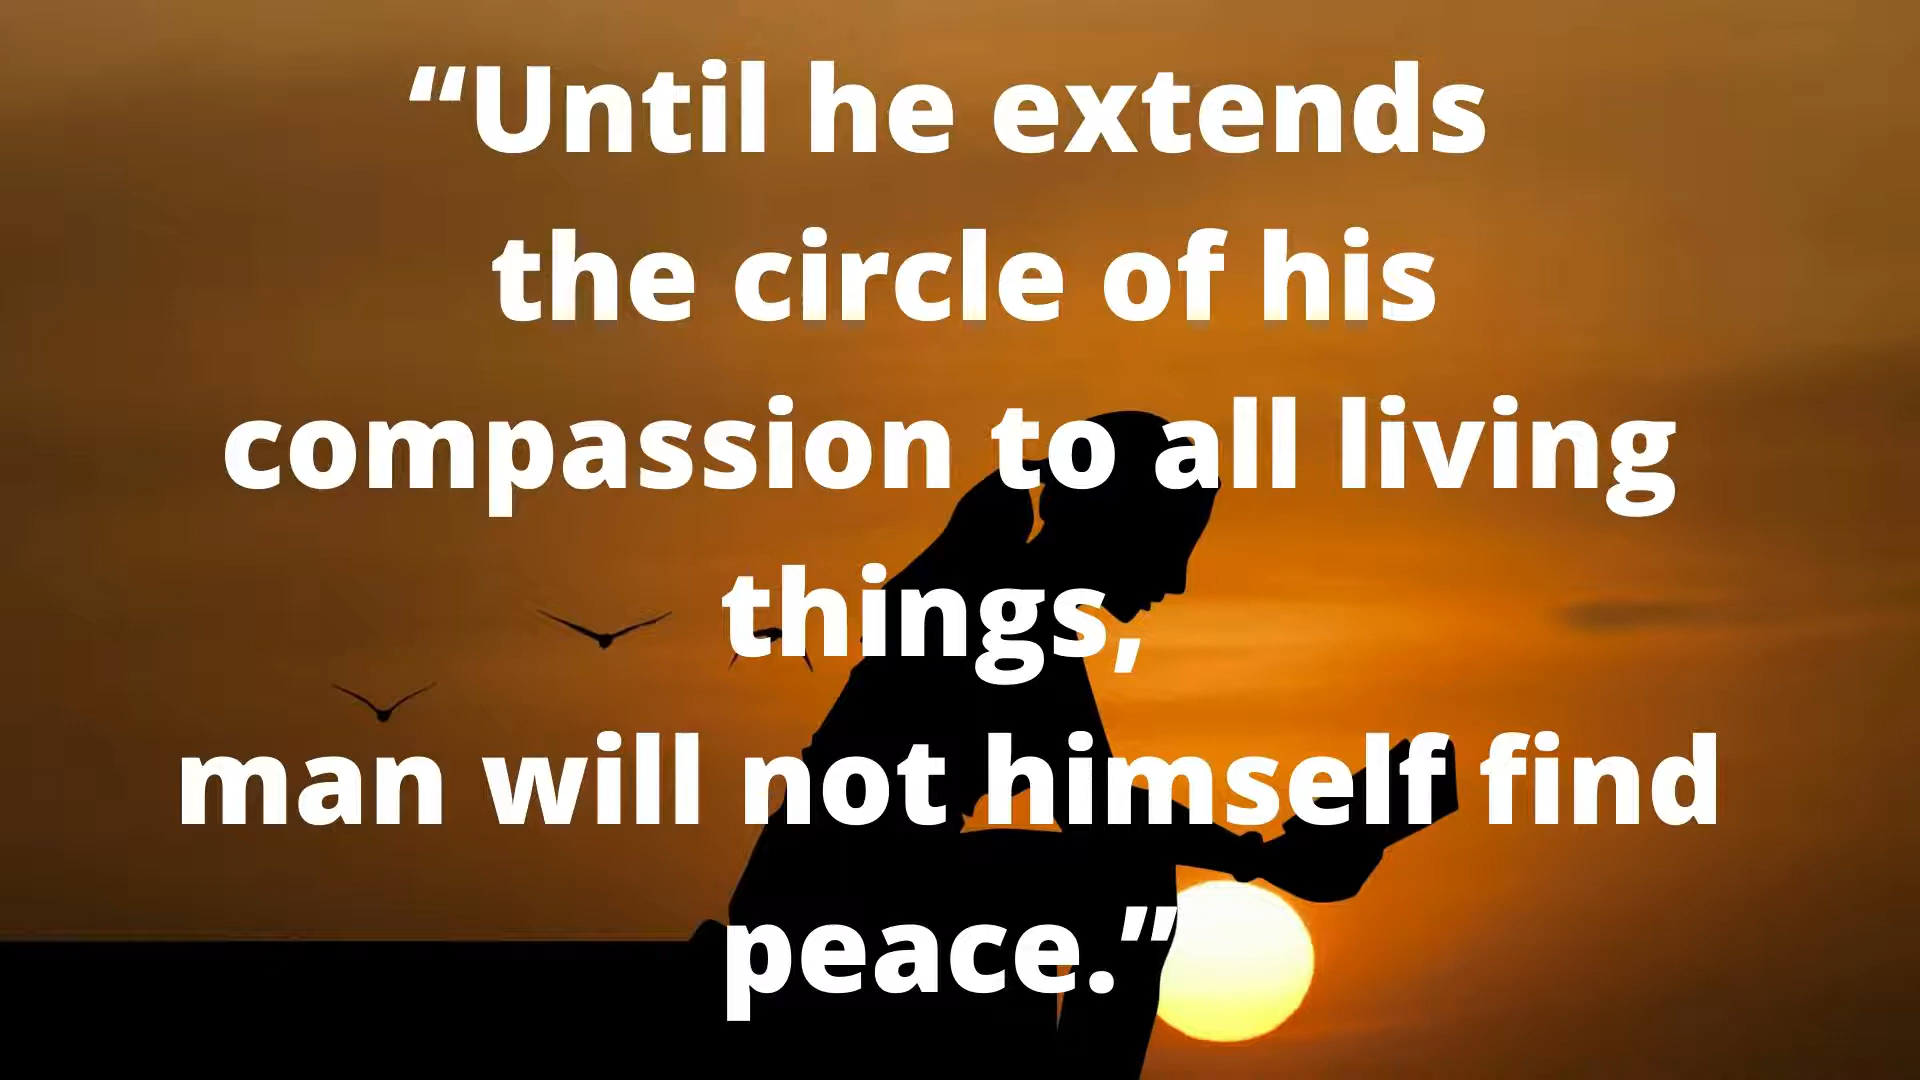 “Until he extends
the circle of his
compassion to all living
things,
man will not himself find
peace.”